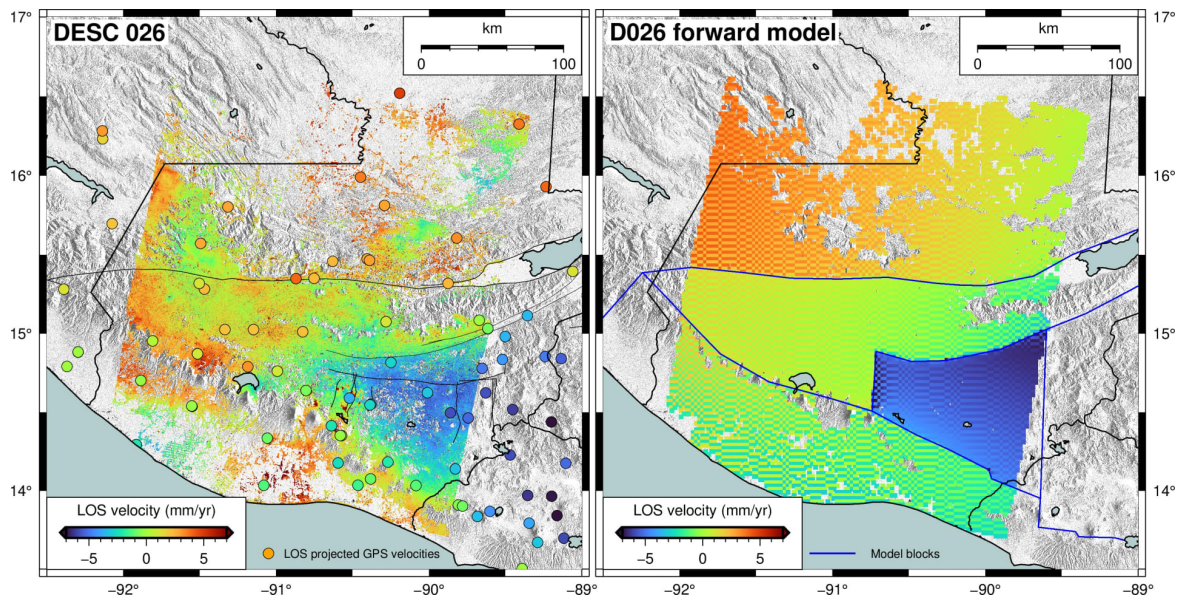 DESC 026
km
0 100
D026 forward model
km
0 100
17°
16°
15°
14°
17°
16°
15°
14°
LOS velocity (mm/yr)
−5 0 5
LOS projected GPS velocities
LOS velocity (mm/yr)
−5 0 5
Model blocks
−92° −91° −90° −89°
−92° −91° −90° −89°